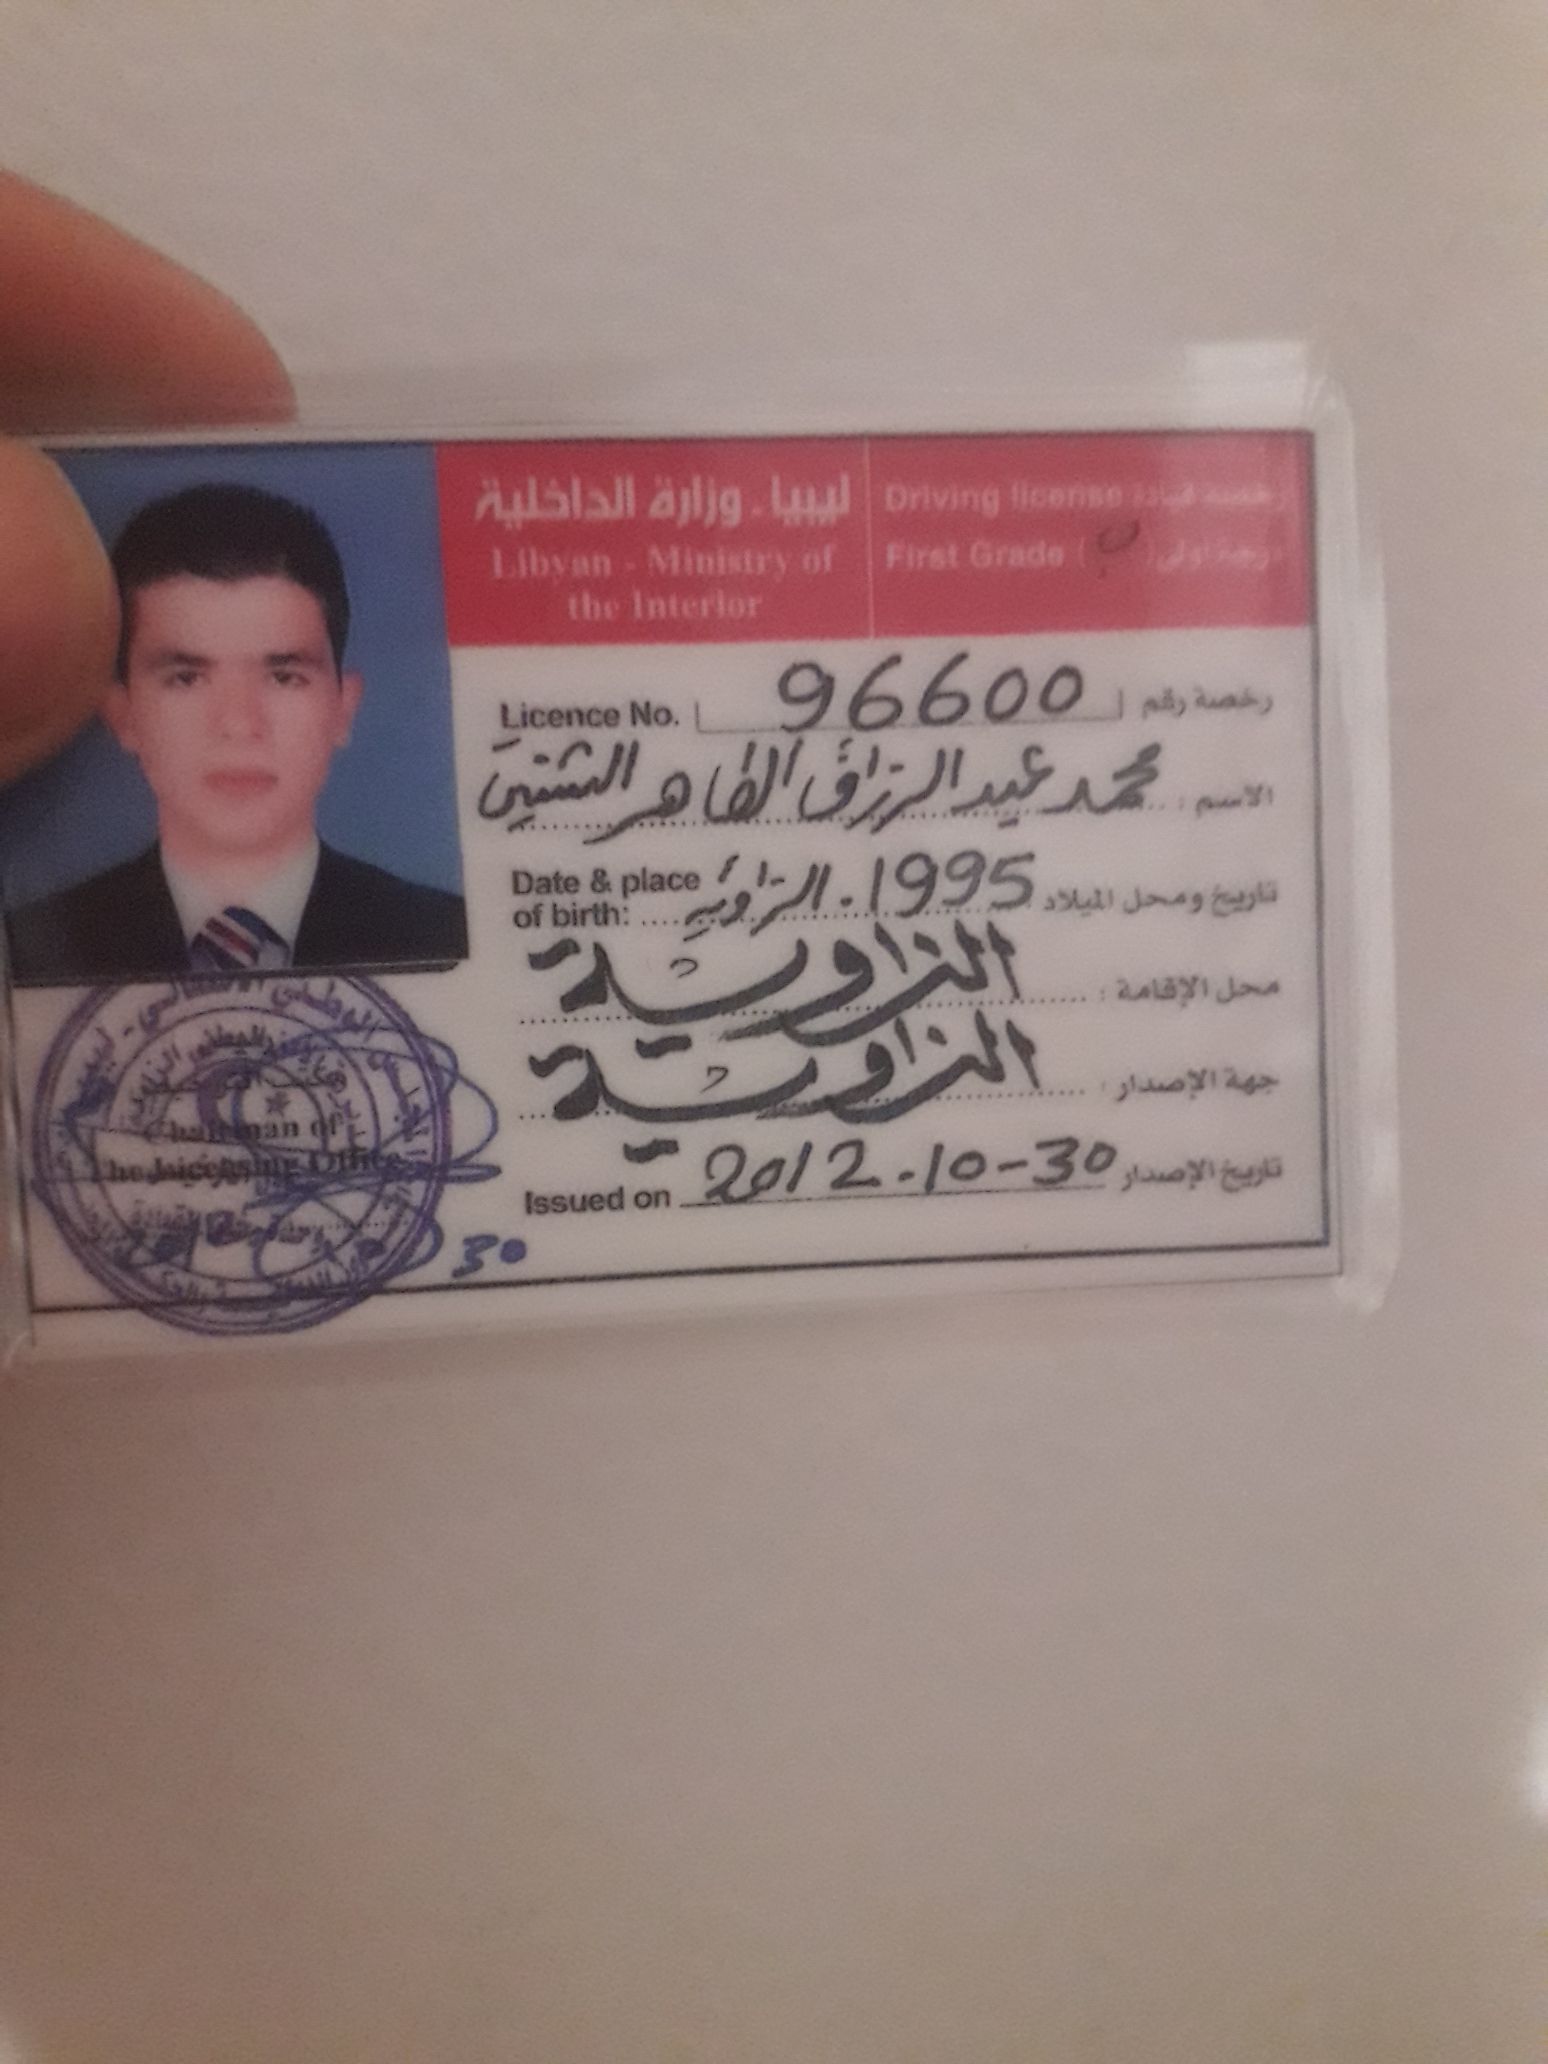 ليبيا - وزارة الداخلية
Libyan - Ministry of
the Interior
Driving license رخصة قيادة
First Grade ( ) درجة أولى
Licence No. 96600 رخصة رقم
الاسم : محمد عبد الرزاق الطاهر
Date & place of birth: تاريخ ومحل الميلاد 1995. الزاوية
محل الإقامة : الزاوية
جهة الإصدار : الزاوية
Issued on 2012-10-30 تاريخ الإصدار
Chairman of
the Licensing Office
30